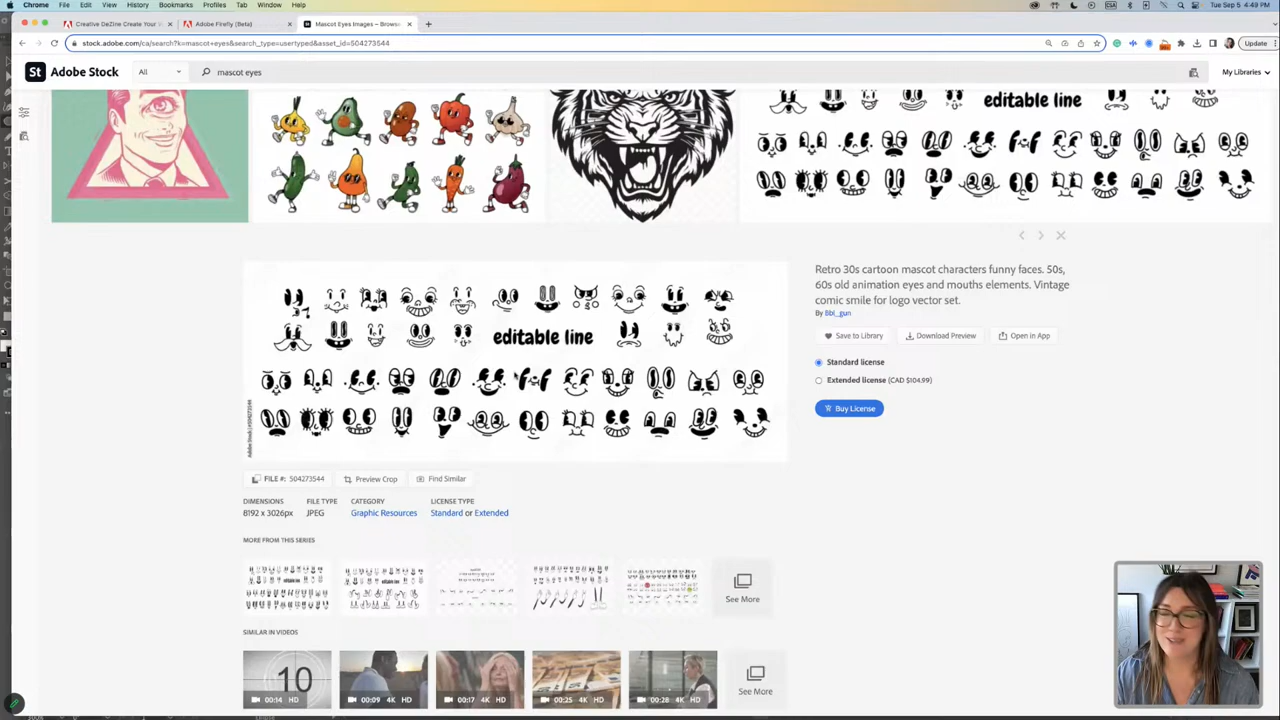 Chrome File Edit View History Bookmarks Profiles Tab Window Help
Tue Sep 5 4:49 PM
Creative DeZine Create Your
Adobe Firefly (Beta)
Mascot Eyes Images – Browse
stock.adobe.com/ca/search?k=mascot+eyes&search_type=usertyped&asset_id=504273544
Update
St Adobe Stock
All
mascot eyes
My Libraries
editable line
Retro 30s cartoon mascot characters funny faces. 50s,
60s old animation eyes and mouths elements. Vintage
comic smile for logo vector set.
By Bbi_gun
Save to Library
Download Preview
Open in App
editable line
Standard license
Extended license (CAD $104.99)
Buy License
Adobe Stock | #504273544
FILE #: 504273544
Preview Crop
Find Similar
DIMENSIONS FILE TYPE CATEGORY LICENSE TYPE
8192 x 3026px JPEG Graphic Resources Standard or Extended
MORE FROM THIS SERIES
See More
SIMILAR IN VIDEOS
10
00:14 HD
00:09 4K HD
00:17 4K HD
00:25 4K HD
00:28 4K HD
See More